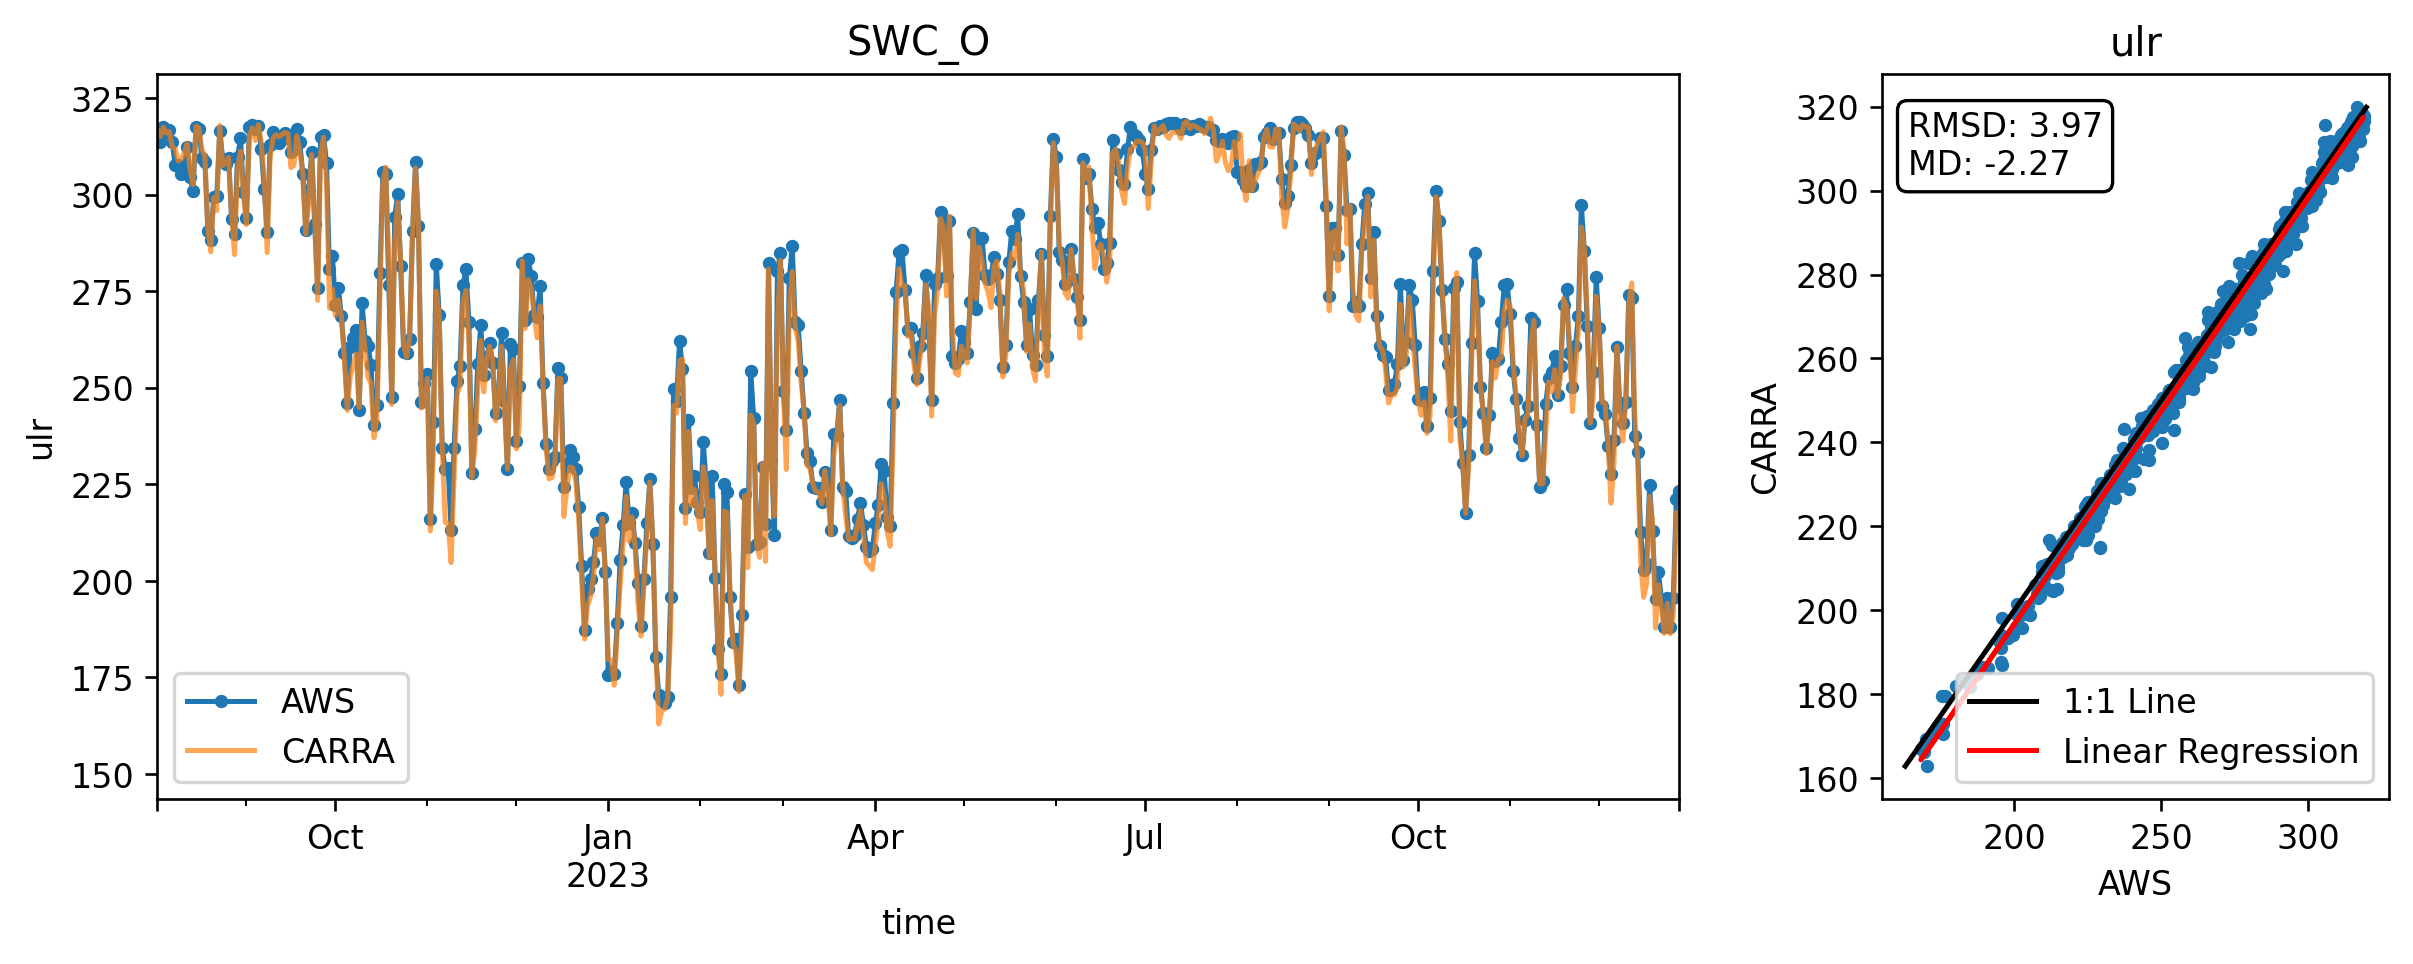 SWC_O
ulr
325
300
275
250
225
200
175
150
AWS
CARRA
Oct
Jan
2023
Apr
Jul
Oct
time
ulr
RMSD: 3.97
MD: -2.27
CARRA
320
300
280
260
240
220
200
180
160
1:1 Line
Linear Regression
200
250
300
AWS